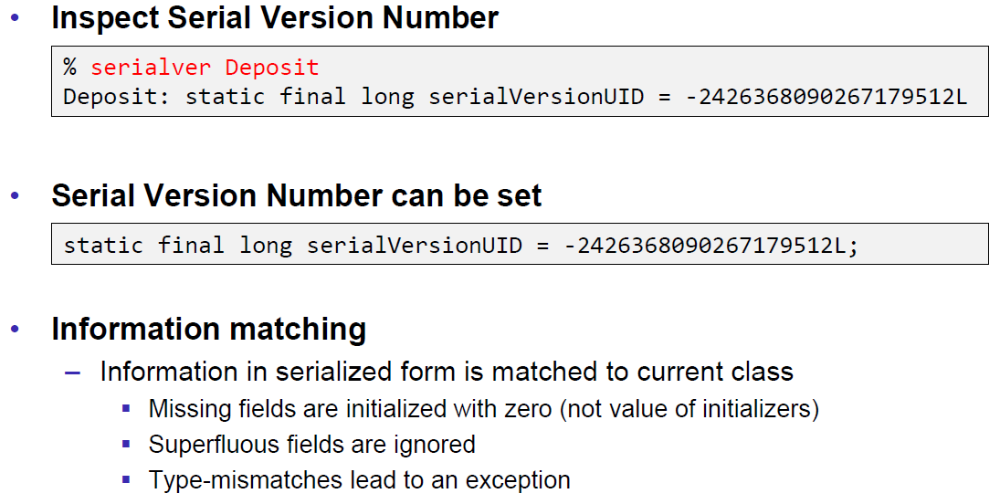 • Inspect Serial Version Number
% serialver Deposit
Deposit: static final long serialVersionUID = -2426368090267179512L
• Serial Version Number can be set
static final long serialVersionUID = -2426368090267179512L;
• Information matching
– Information in serialized form is matched to current class
▪ Missing fields are initialized with zero (not value of initializers)
▪ Superfluous fields are ignored
▪ Type-mismatches lead to an exception